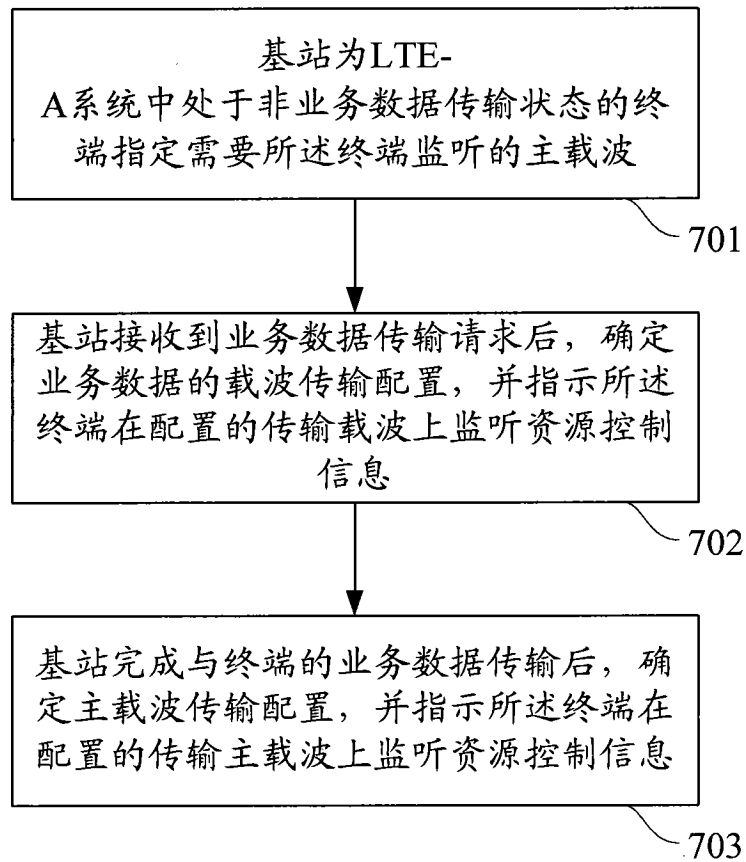 基站为LTE-
A系统中处于非业务数据传输状态的终
端指定需要所述终端监听的主载波
701
基站接收到业务数据传输请求后，确定
业务数据的载波传输配置，并指示所述
终端在配置的传输载波上监听资源控制
信息
702
基站完成与终端的业务数据传输后，确
定主载波传输配置，并指示所述终端在
配置的传输主载波上监听资源控制信息
703